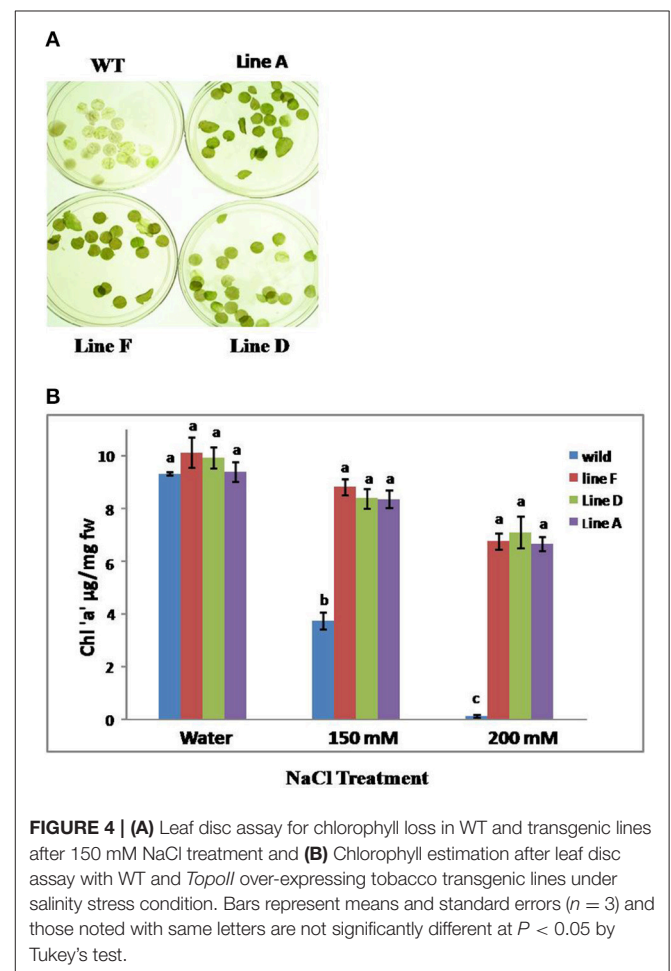 A
WT
Line A
Line F
Line D
B
Chl 'a' µg/mg fw
10
8
6
4
2
0
a
a
a
a
b
a
a
a
c
a
a
a
wild
line F
Line D
Line A
Water
150 mM
200 mM
NaCl Treatment
FIGURE 4 | (A) Leaf disc assay for chlorophyll loss in WT and transgenic lines
after 150 mM NaCl treatment and (B) Chlorophyll estimation after leaf disc
assay with WT and TopoII over-expressing tobacco transgenic lines under
salinity stress condition. Bars represent means and standard errors (n = 3) and
those noted with same letters are not significantly different at P < 0.05 by
Tukey's test.